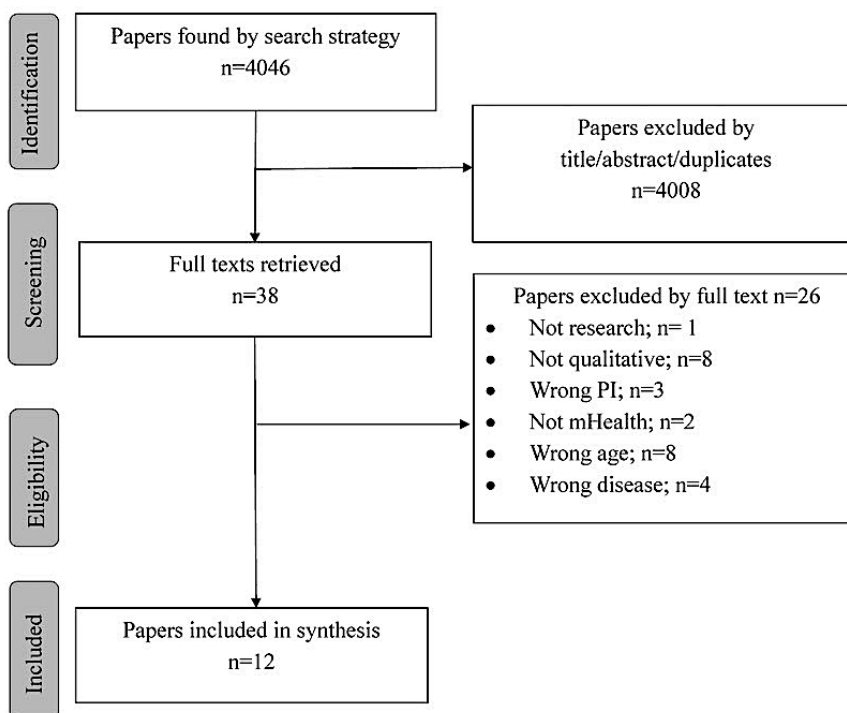 Identification
Papers found by search strategy
n=4046
Papers excluded by
title/abstract/duplicates
n=4008
Screening
Full texts retrieved
n=38
Papers excluded by full text n=26
• Not research; n= 1
• Not qualitative; n=8
• Wrong PI; n=3
• Not mHealth; n=2
• Wrong age; n=8
• Wrong disease; n=4
Eligibility
Included
Papers included in synthesis
n=12